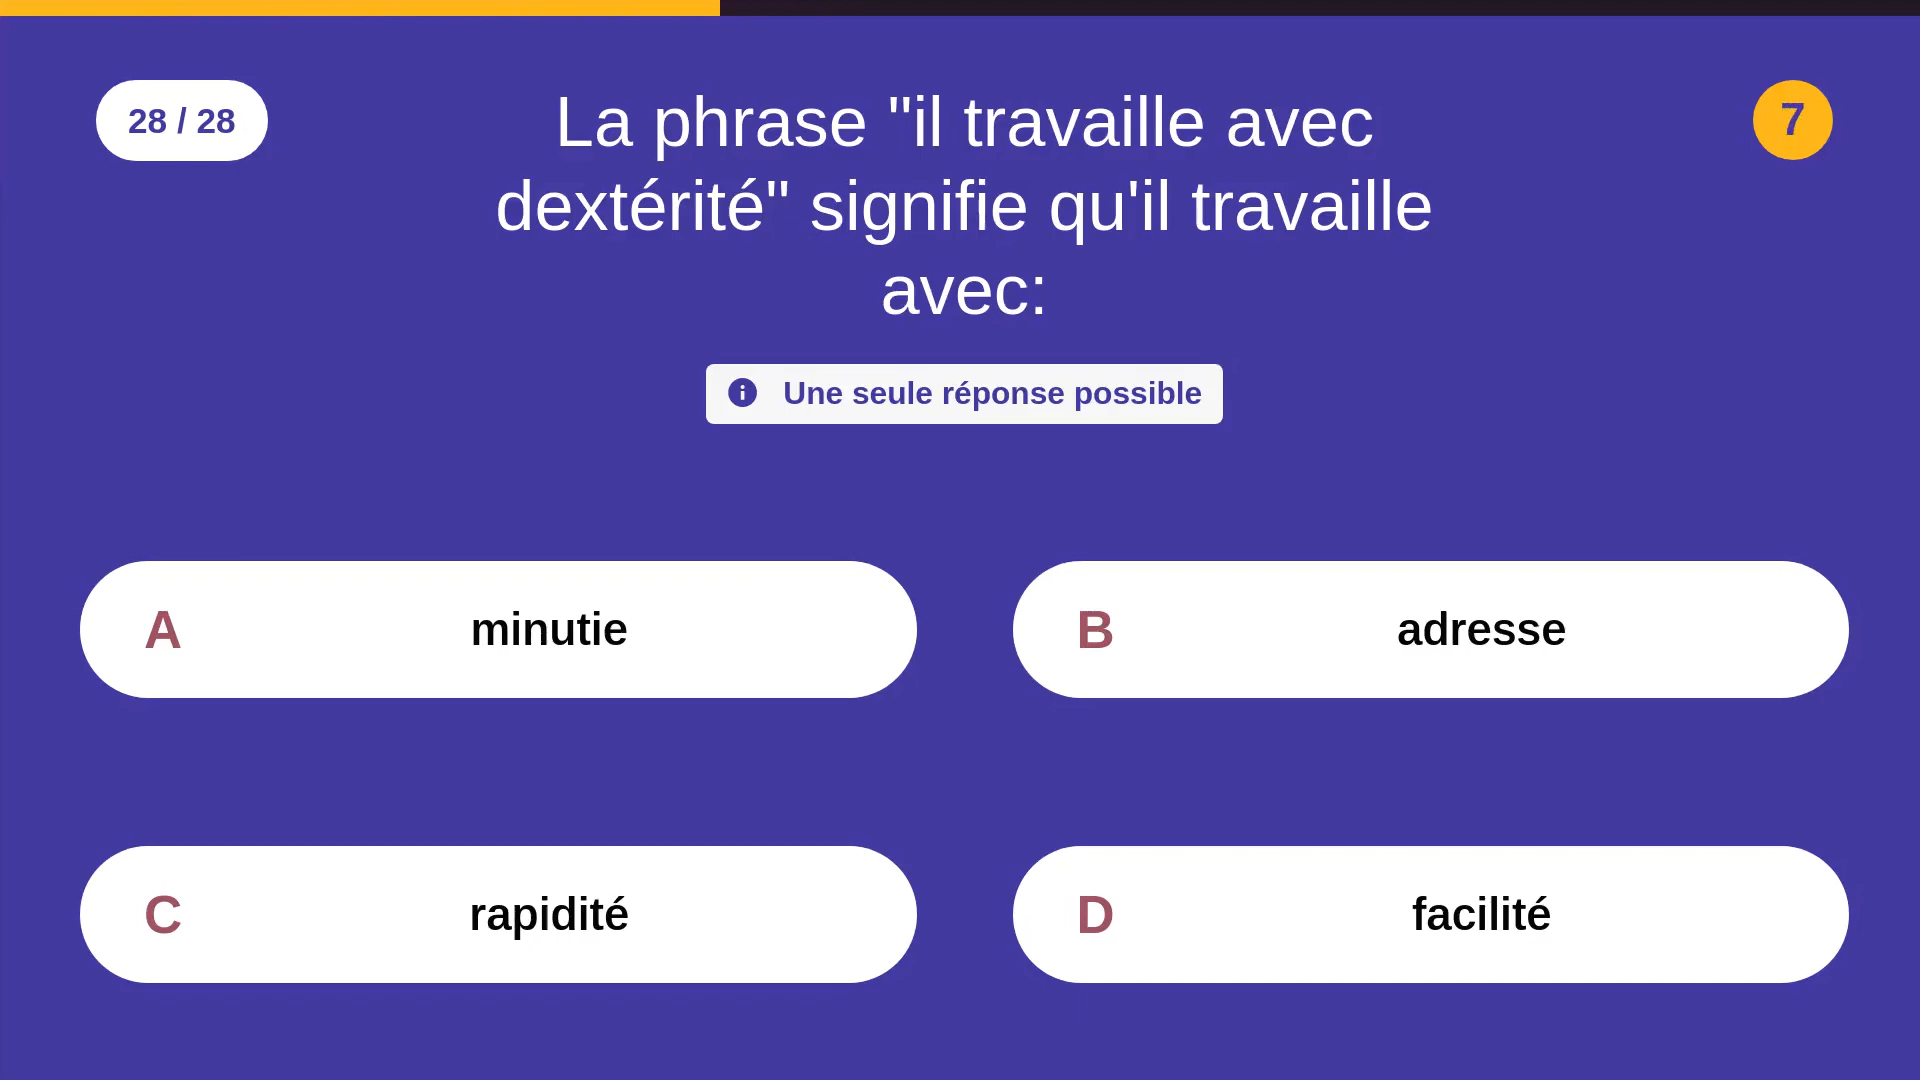 28 / 28
La phrase "il travaille avec
dextérité" signifie qu'il travaille
avec:
7
Une seule réponse possible
A minutie
B adresse
C rapidité
D facilité